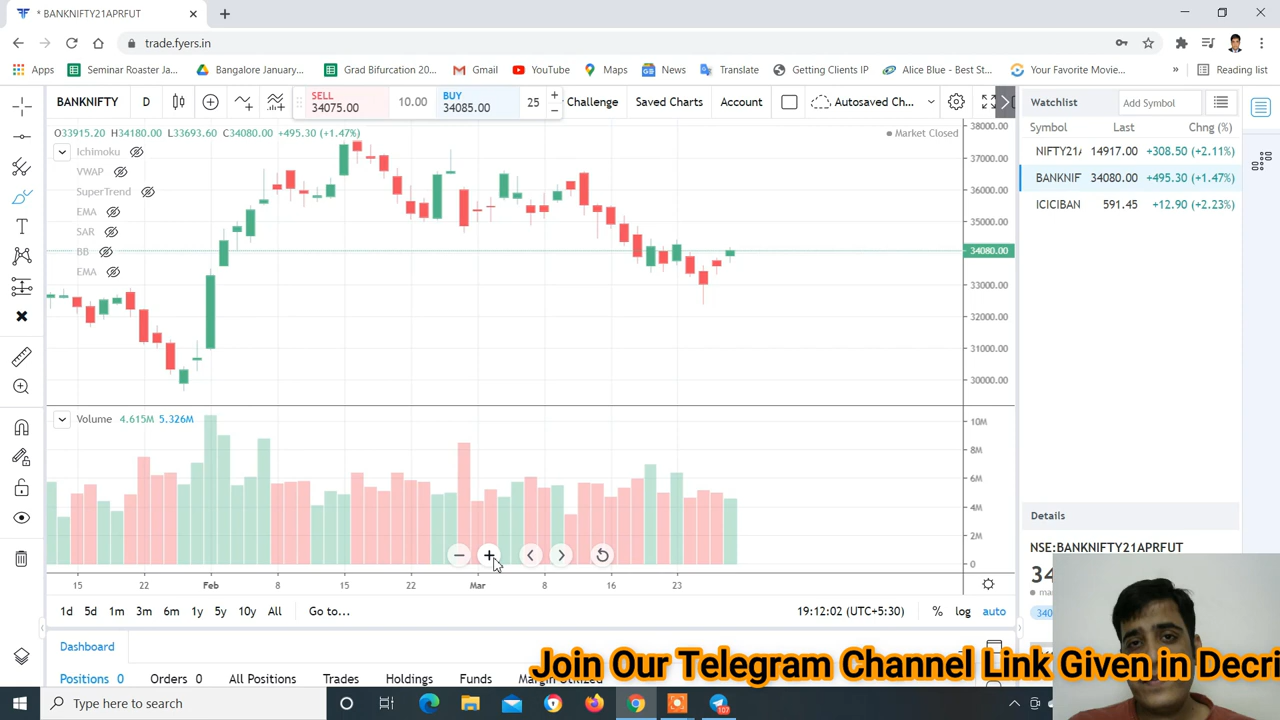 * BANKNIFTY21APRFUT
trade.fyers.in
Apps
Seminar Roaster Ja...
Bangalore January...
Grad Bifurcation 20...
Gmail
YouTube
Maps
News
Translate
Getting Clients IP
Alice Blue - Best St...
Your Favorite Movie...
»
Reading list
BANKNIFTY
D
SELL
34075.00
10.00
BUY
34085.00
25
Challenge
Saved Charts
Account
Autosaved Ch...
O33915.20 H34180.00 L33693.60 C34080.00 +495.30 (+1.47%)
Market Closed
Ichimoku
VWAP
SuperTrend
EMA
SAR
BB
EMA
38000.00
37000.00
36000.00
35000.00
34080.00
33000.00
32000.00
31000.00
30000.00
Volume 4.615M 5.326M
10M
8M
6M
4M
2M
0
15 22 Feb 8 15 22 Mar 8 16 23
1d 5d 1m 3m 6m 1y 5y 10y All Go to...
19:12:02 (UTC+5:30) % log auto
Dashboard
Positions 0 Orders 0 All Positions Trades Holdings Funds Margin Utilized
Watchlist
Add Symbol
Symbol Last Chng (%)
NIFTY21 14917.00 +308.50 (+2.11%)
BANKNIF 34080.00 +495.30 (+1.47%)
ICICIBAN 591.45 +12.90 (+2.23%)
Details
NSE:BANKNIFTY21APRFUT
Join Our Telegram Channel Link Given in Decri
Type here to search
107